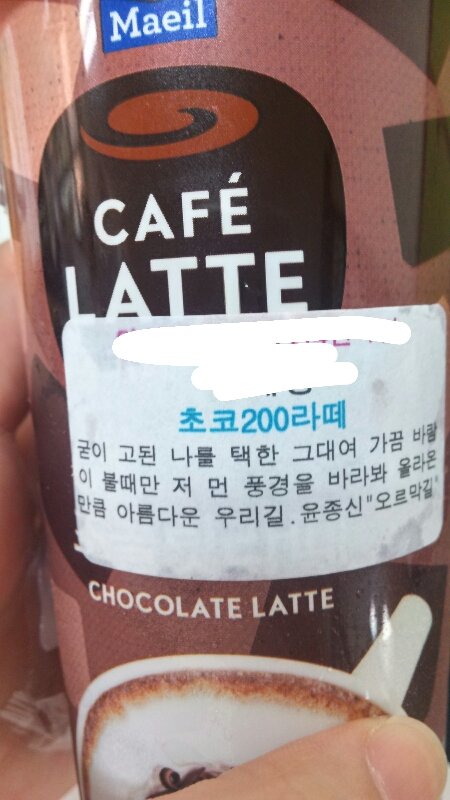 Maeil
CAFÉ
LATTE
초코200라떼
굳이 고된 나를 택한 그대여 가끔 바람
이 불때만 저 먼 풍경을 바라봐 올라온
만큼 아름다운 우리길.윤종신"오르막길"
CHOCOLATE LATTE